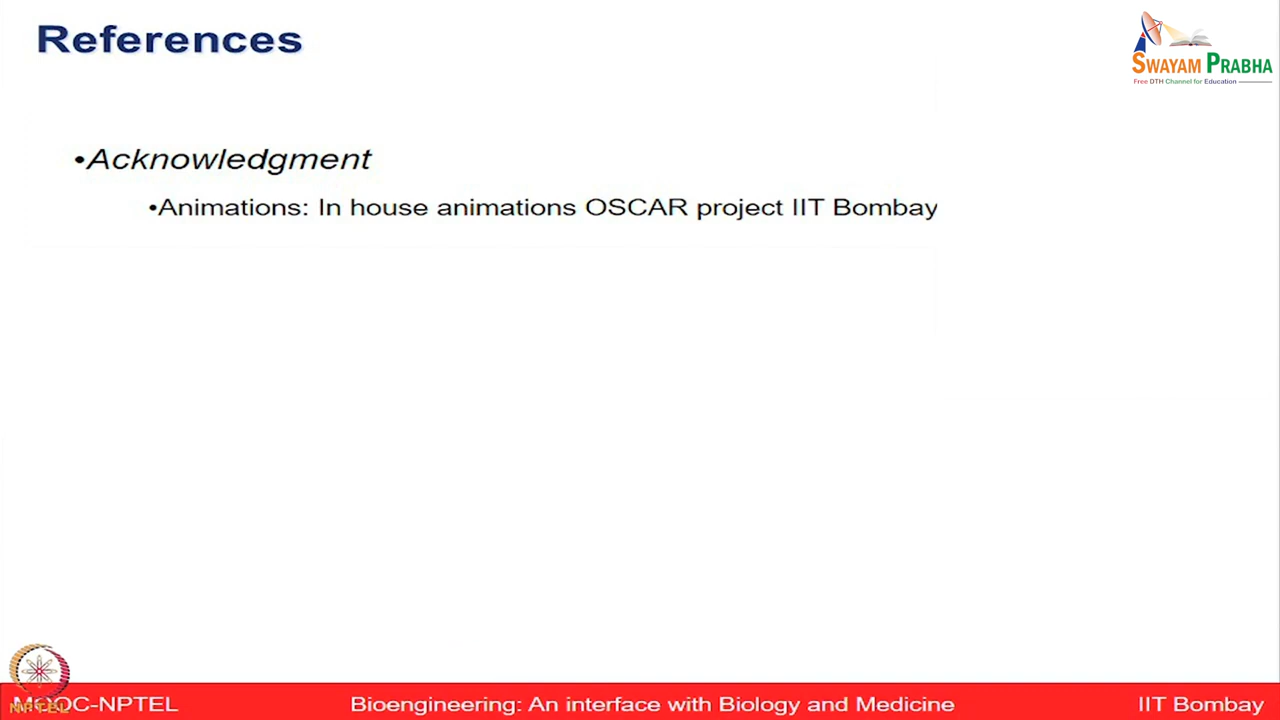 References
SWAYAM PRABHA
Free DTH Channel for Education
•Acknowledgment
•Animations: In house animations OSCAR project IIT Bombay
MOOC-NPTEL
NPTEL
Bioengineering: An interface with Biology and Medicine
IIT Bombay